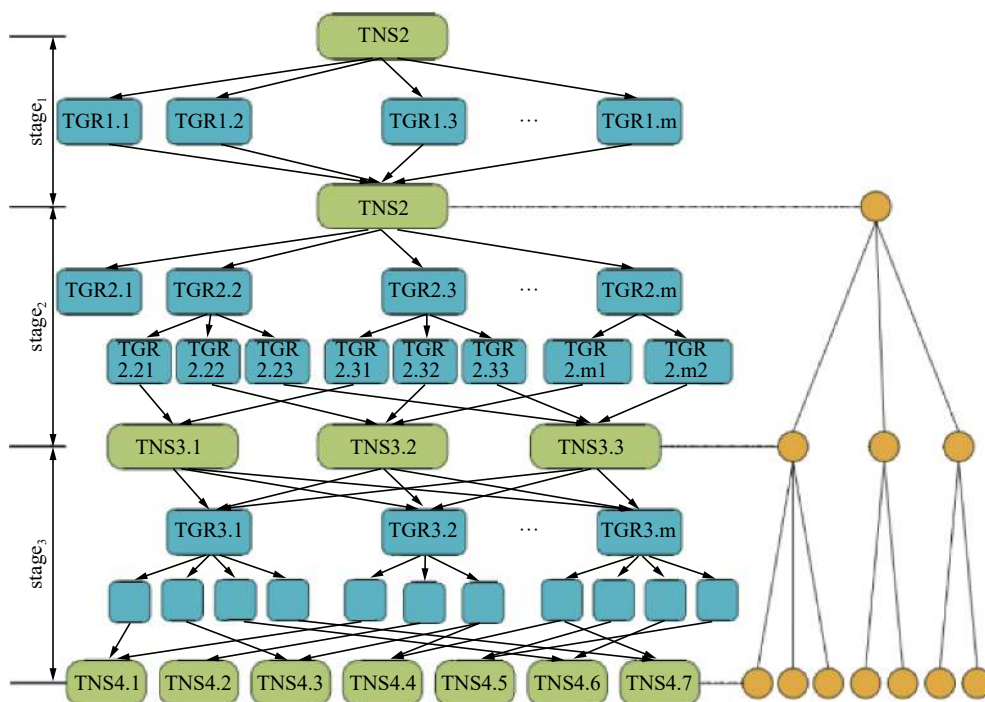 TNS2
stage1
TGR1.1
TGR1.2
TGR1.3
...
TGR1.m
TNS2
stage2
TGR2.1
TGR2.2
TGR2.3
...
TGR2.m
TGR
2.21
TGR
2.22
TGR
2.23
TGR
2.31
TGR
2.32
TGR
2.33
TGR
2.m1
TGR
2.m2
TNS3.1
TNS3.2
TNS3.3
stage3
TGR3.1
TGR3.2
...
TGR3.m
TNS4.1
TNS4.2
TNS4.3
TNS4.4
TNS4.5
TNS4.6
TNS4.7